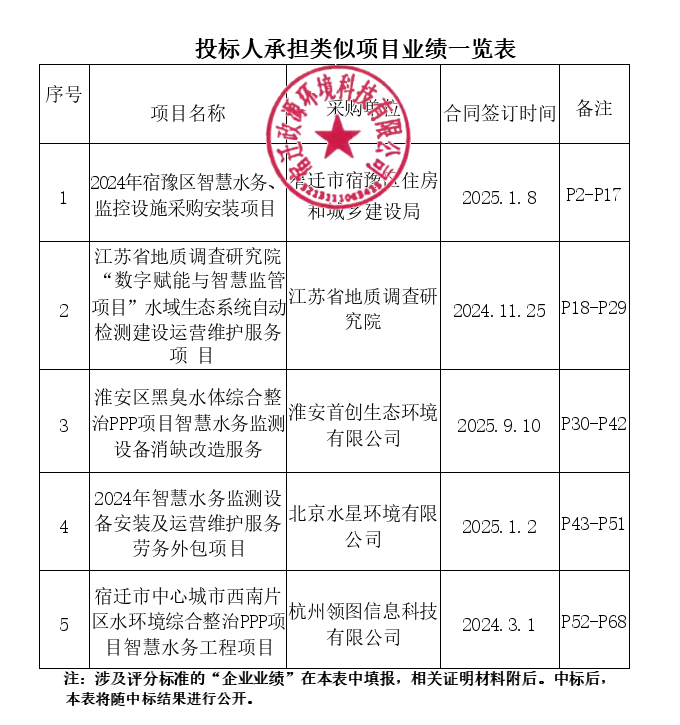 投标人承担类似项目业绩一览表
序号
项目名称
采购单位
合同签订时间
备注
1
2024年宿豫区智慧水务、
监控设施采购安装项目
宿迁市宿豫区住房
和城乡建设局
2025.1.8
P2-P17
2
江苏省地质调查研究院
“数字赋能与智慧监管
项目”水域生态系统自动
检测建设运营维护服务
项 目
江苏省地质调查研
究院
2024.11.25
P18-P29
3
淮安区黑臭水体综合整
治PPP项目智慧水务监测
设备消缺改造服务
淮安首创生态环境
有限公司
2025.9.10
P30-P42
4
2024年智慧水务监测设
备安装及运营维护服务
劳务外包项目
北京水星环境有限
公司
2025.1.2
P43-P51
5
宿迁市中心城市西南片
区水环境综合整治PPP项
目智慧水务工程项目
杭州领图信息科技
有限公司
2024.3.1
P52-P68
注：涉及评分标准的“企业业绩”在本表中填报，相关证明材料附后。中标后，
本表将随中标结果进行公开。
宿迁政源环境科技有限公司